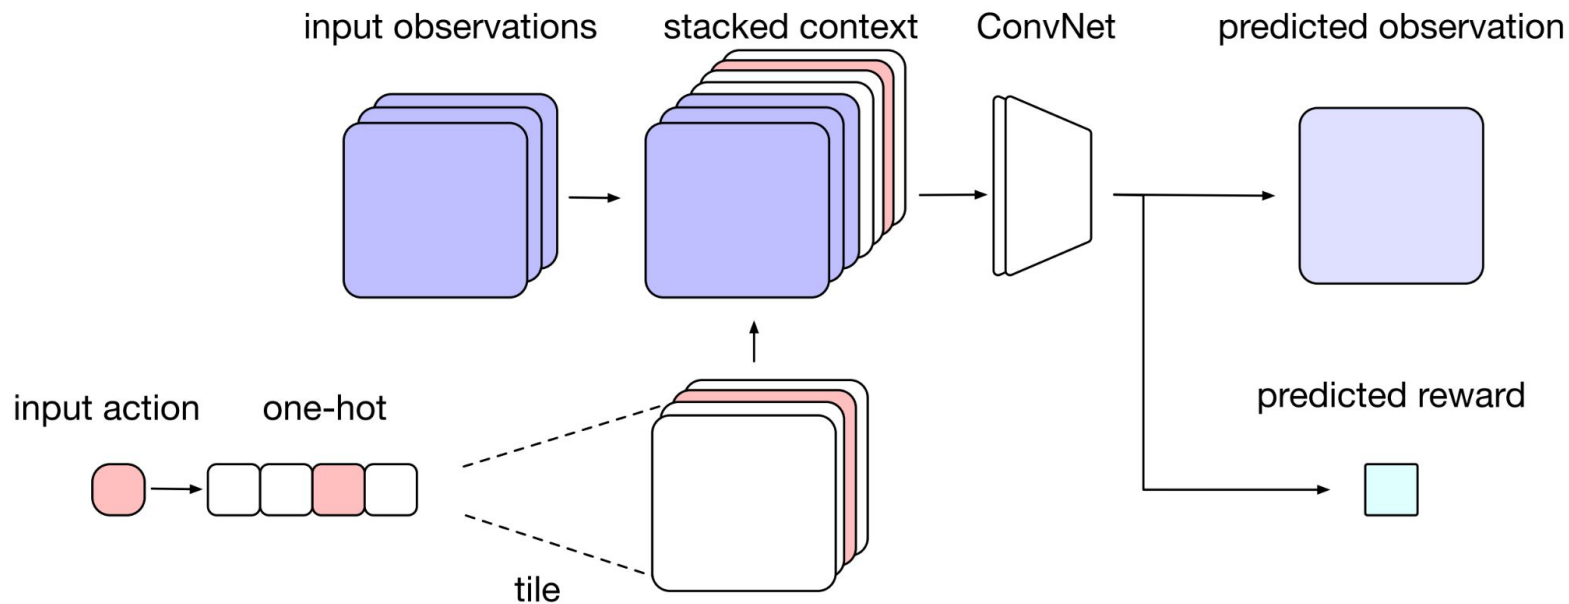 input observations
stacked context
ConvNet
predicted observation
input action
one-hot
predicted reward
tile